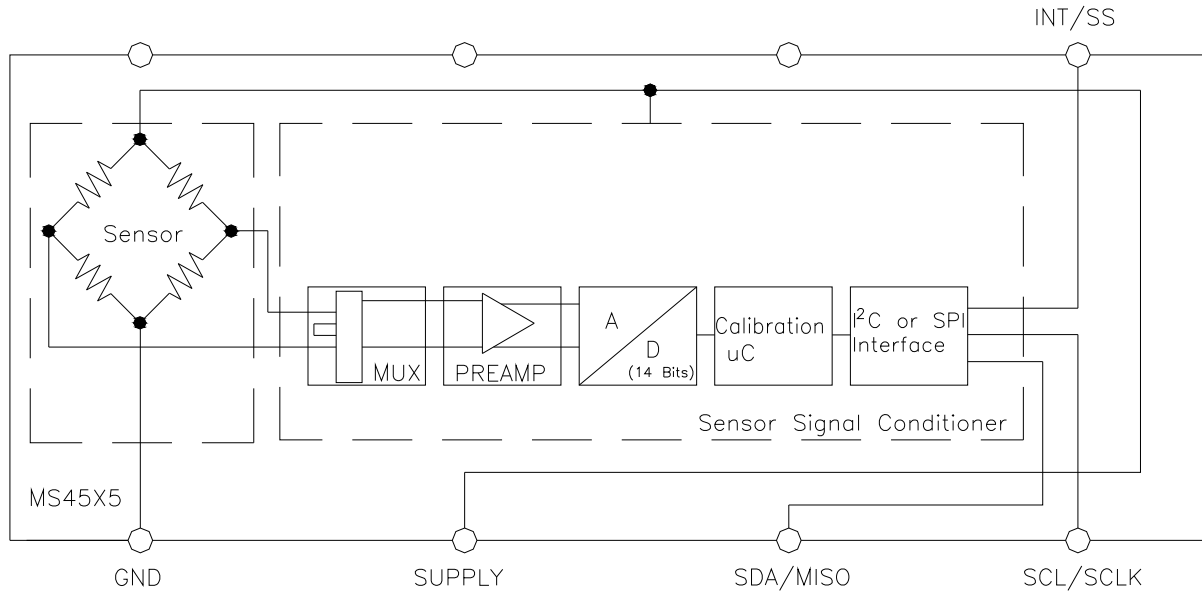 INT/SS
Sensor
A
D
(14 Bits)
MUX
PREAMP
Calibration
uC
I²C or SPI
Interface
Sensor Signal Conditioner
MS45X5
GND
SUPPLY
SDA/MISO
SCL/SCLK